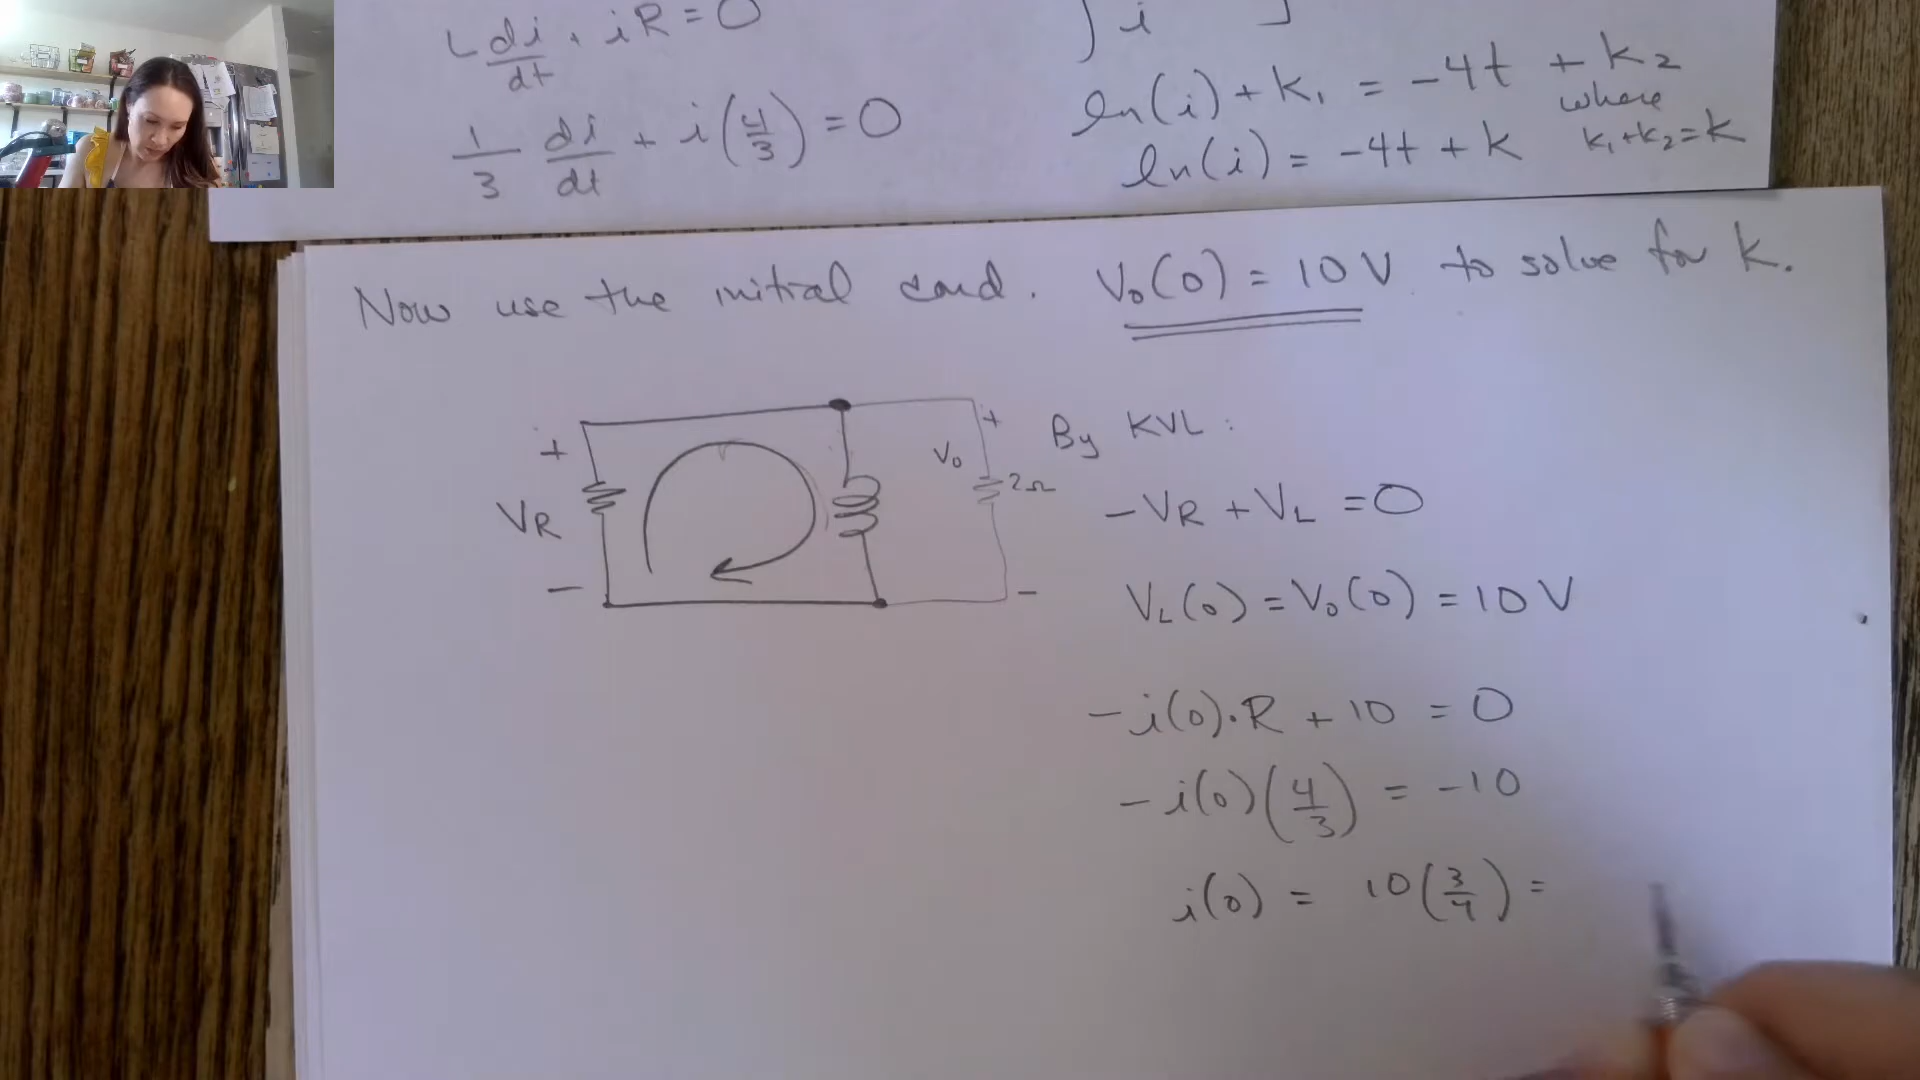 L di/dt + iR = 0
1/3 di/dt + i(4/3) = 0
∫ i ]
ln(i) + k₁ = -4t + k₂
where
ln(i) = -4t + k k₁+k₂=k
Now use the initial cond. V₀(0) = 10 V to solve for k.
+
VR
-
+
V₀ 2Ω
-
By KVL:
-VR + VL = 0
VL(0) = V₀(0) = 10 V
-i(0)·R + 10 = 0
-i(0)(4/3) = -10
i(0) = 10(3/4) =